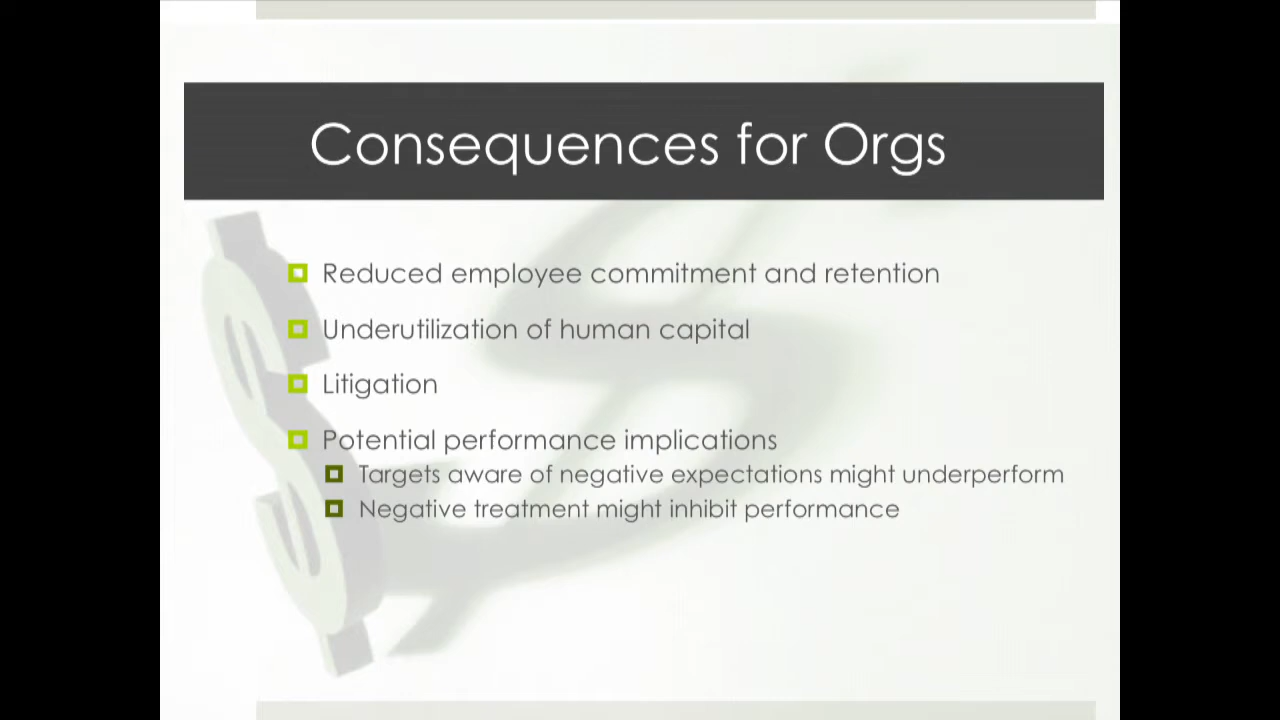 Consequences for Orgs
Reduced employee commitment and retention
Underutilization of human capital
Litigation
Potential performance implications
Targets aware of negative expectations might underperform
Negative treatment might inhibit performance